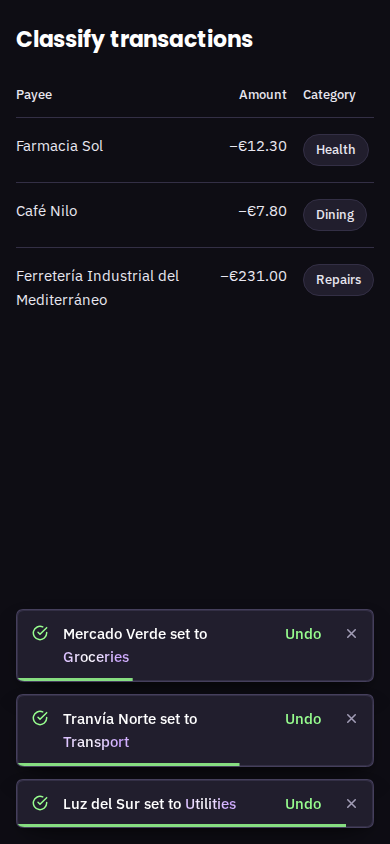 Classify transactions
Payee Amount Category
Farmacia Sol −€12.30 Health
Café Nilo −€7.80 Dining
Ferretería Industrial del −€231.00 Repairs
Mediterráneo
Mercado Verde set to Undo
Groceries
Tranvía Norte set to Undo
Transport
Luz del Sur set to Utilities Undo